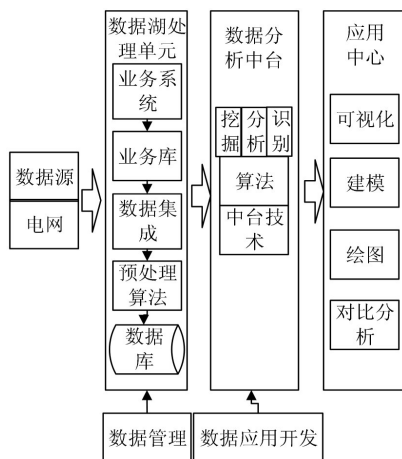 数据源
电网
数据湖处理单元
业务系统
业务库
数据集成
预处理算法
数据库
数据分析中台
挖掘
分析
识别
算法
中台技术
应用中心
可视化
建模
绘图
对比分析
数据管理
数据应用开发